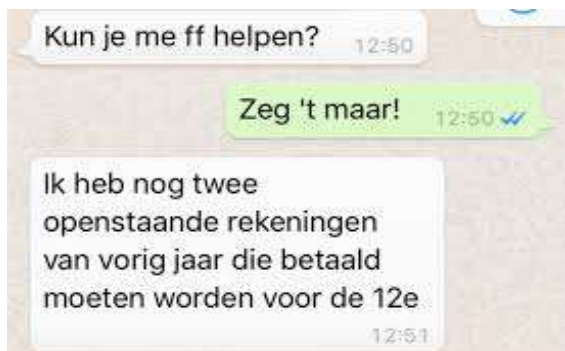 Kun je me ff helpen? 12:50
Zeg 't maar! 12:50
Ik heb nog twee
openstaande rekeningen
van vorig jaar die betaald
moeten worden voor de 12e
12:51